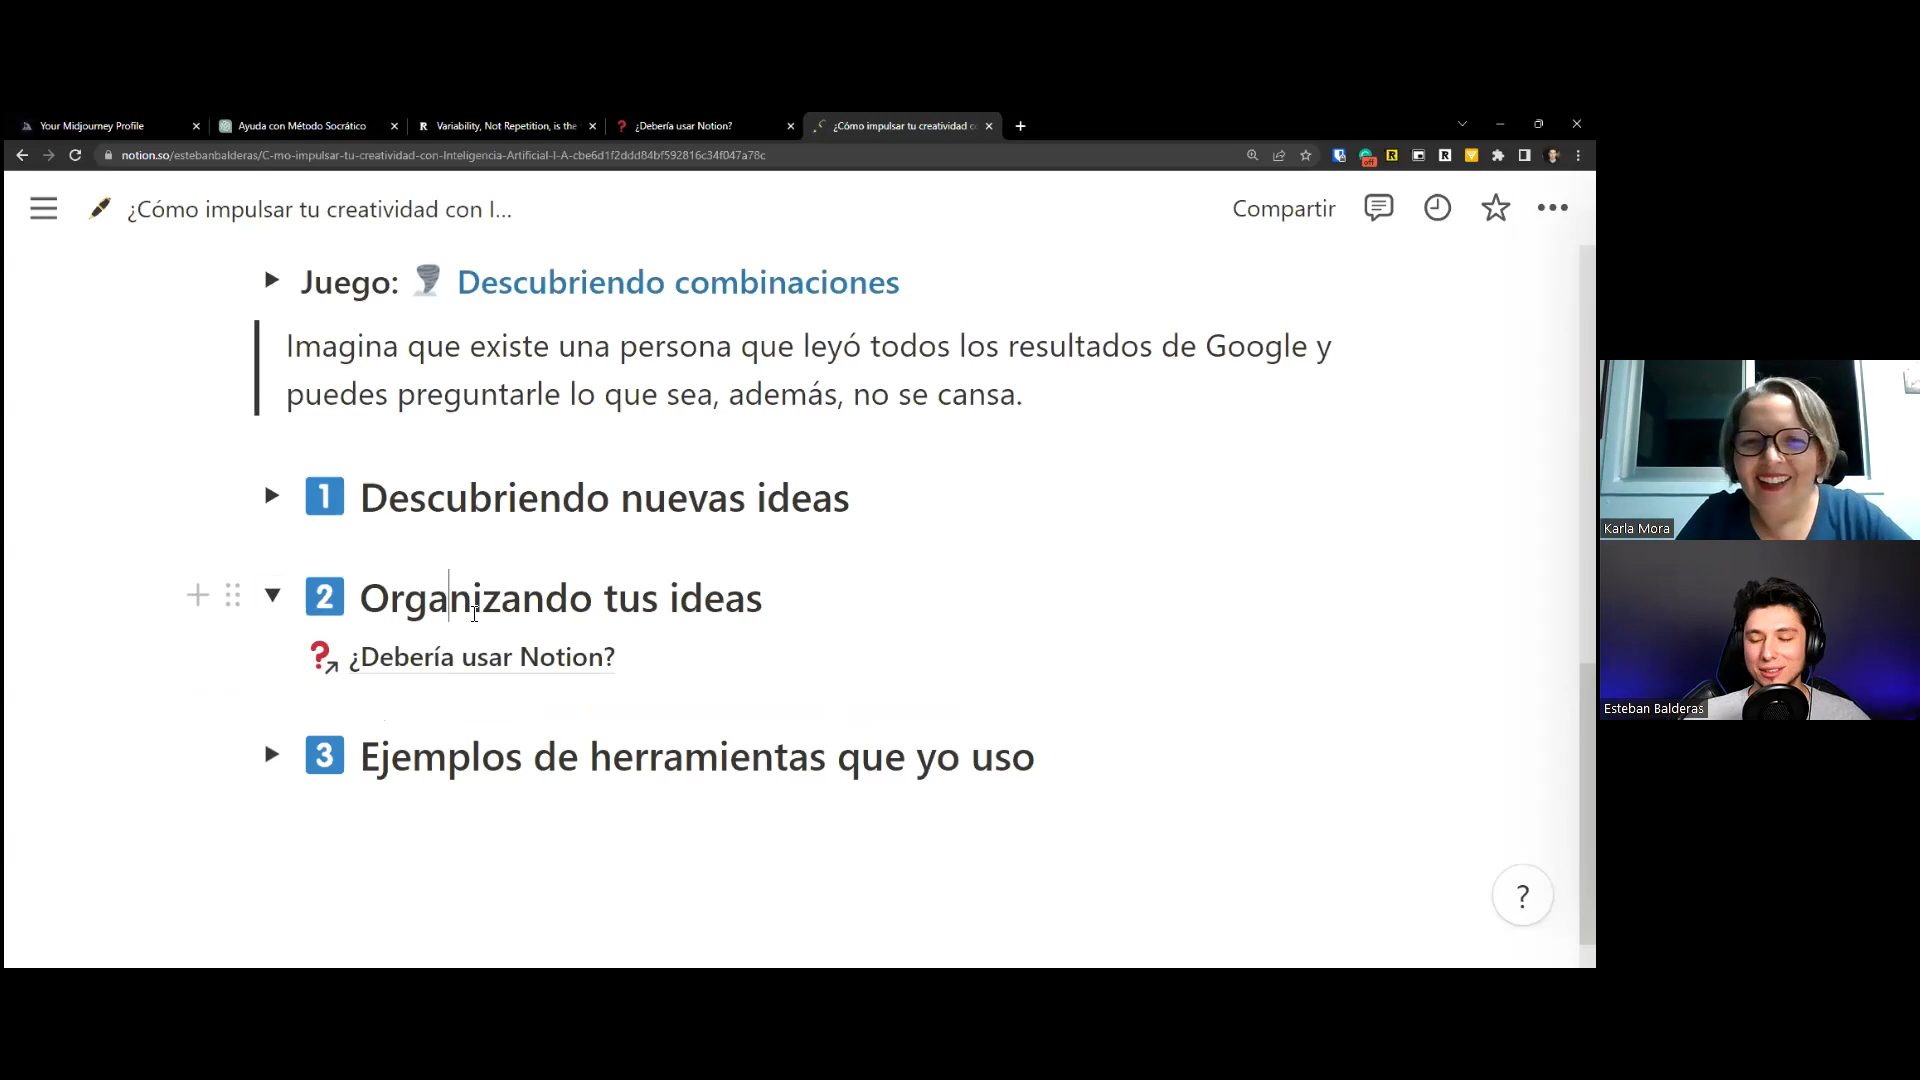 Your Midjourney Profile
Ayuda con Método Socrático
Variability, Not Repetition, is the
¿Debería usar Notion?
¿Cómo impulsar tu creatividad c
notion.so/estebanbalderas/C-mo-impulsar-tu-creatividad-con-Inteligencia-Artificial-I-A-cbe6d1f2ddd84bf592816c34f047a78c
off
¿Cómo impulsar tu creatividad con I...
Compartir
Juego: Descubriendo combinaciones
Imagina que existe una persona que leyó todos los resultados de Google y
puedes preguntarle lo que sea, además, no se cansa.
1 Descubriendo nuevas ideas
2 Organizando tus ideas
¿Debería usar Notion?
3 Ejemplos de herramientas que yo uso
?
Karla Mora
Esteban Balderas